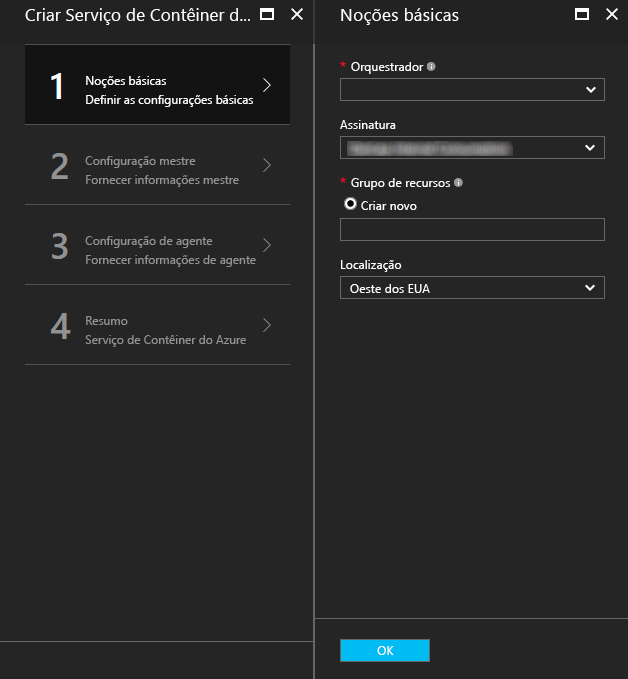 Criar Serviço de Contêiner d...
1
Noções básicas
Definir as configurações básicas
2
Configuração mestre
Fornecer informações mestre
3
Configuração de agente
Fornecer informações de agente
4
Resumo
Serviço de Contêiner do Azure
Noções básicas
* Orquestrador
Assinatura
* Grupo de recursos
Criar novo
Localização
Oeste dos EUA
OK